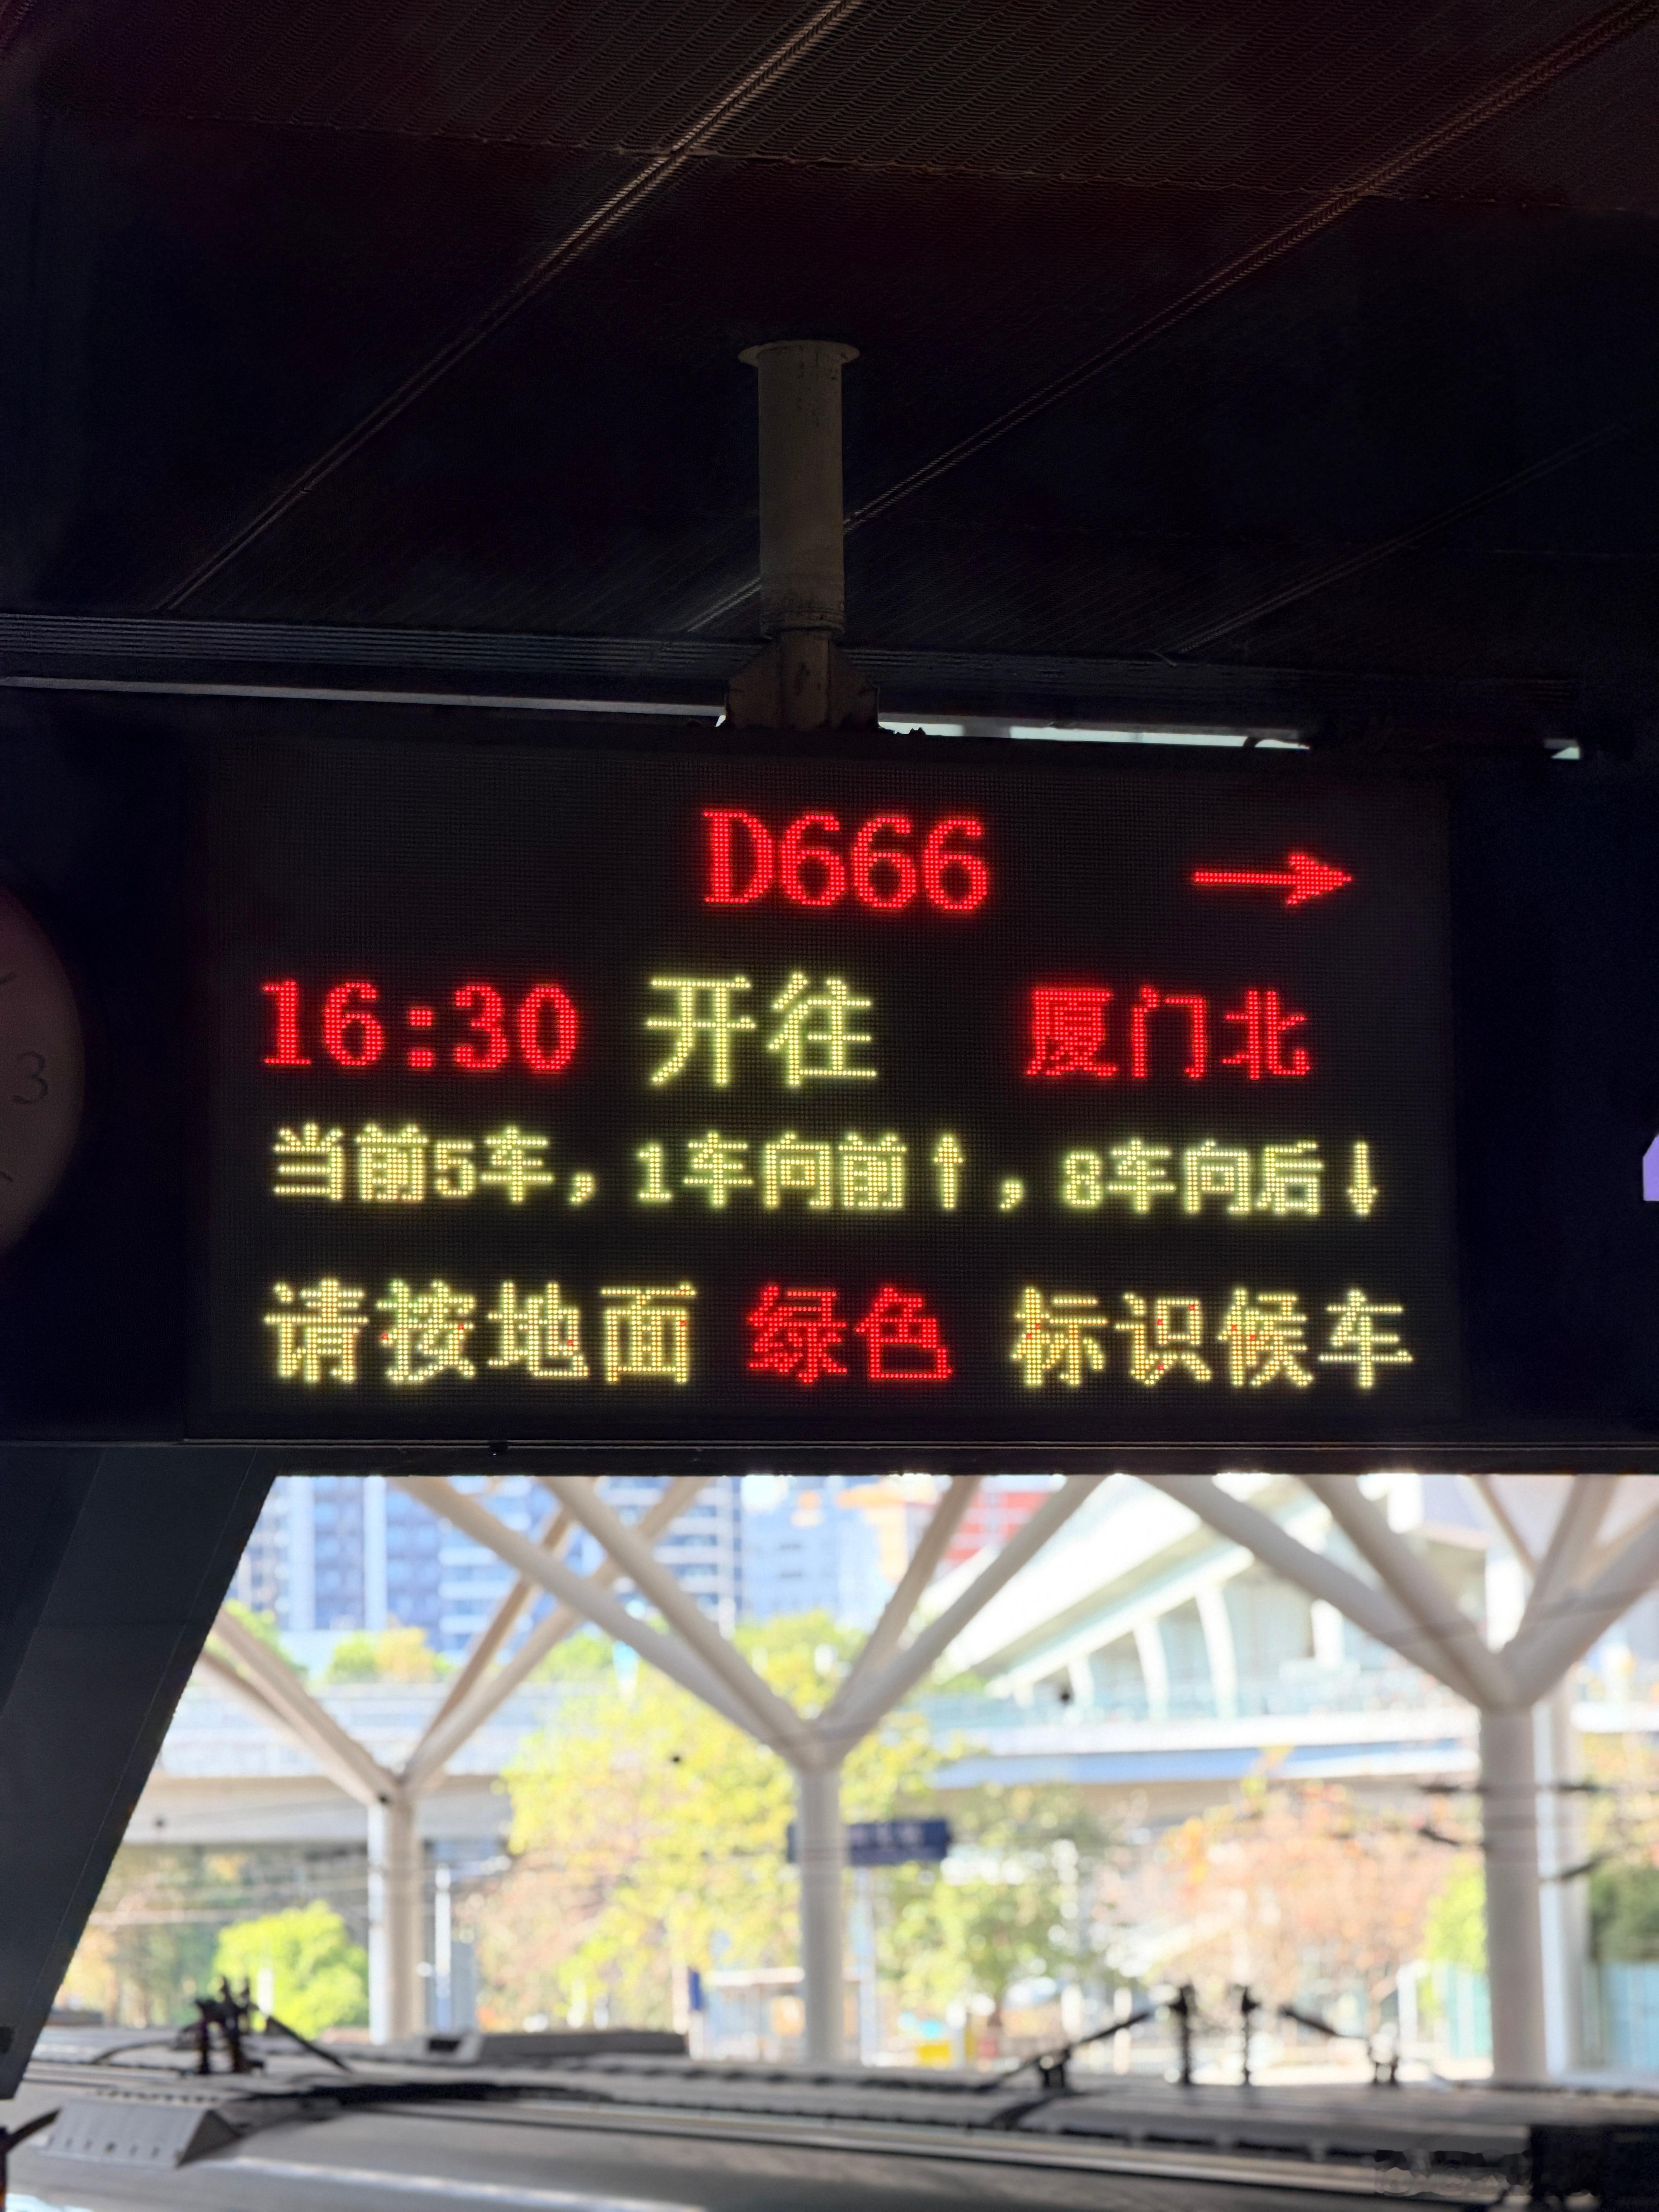 D666 →
16:30 开往 厦门北
当前5车，1车向前↑，8车向后↓
请按地面 绿色 标识候车
3